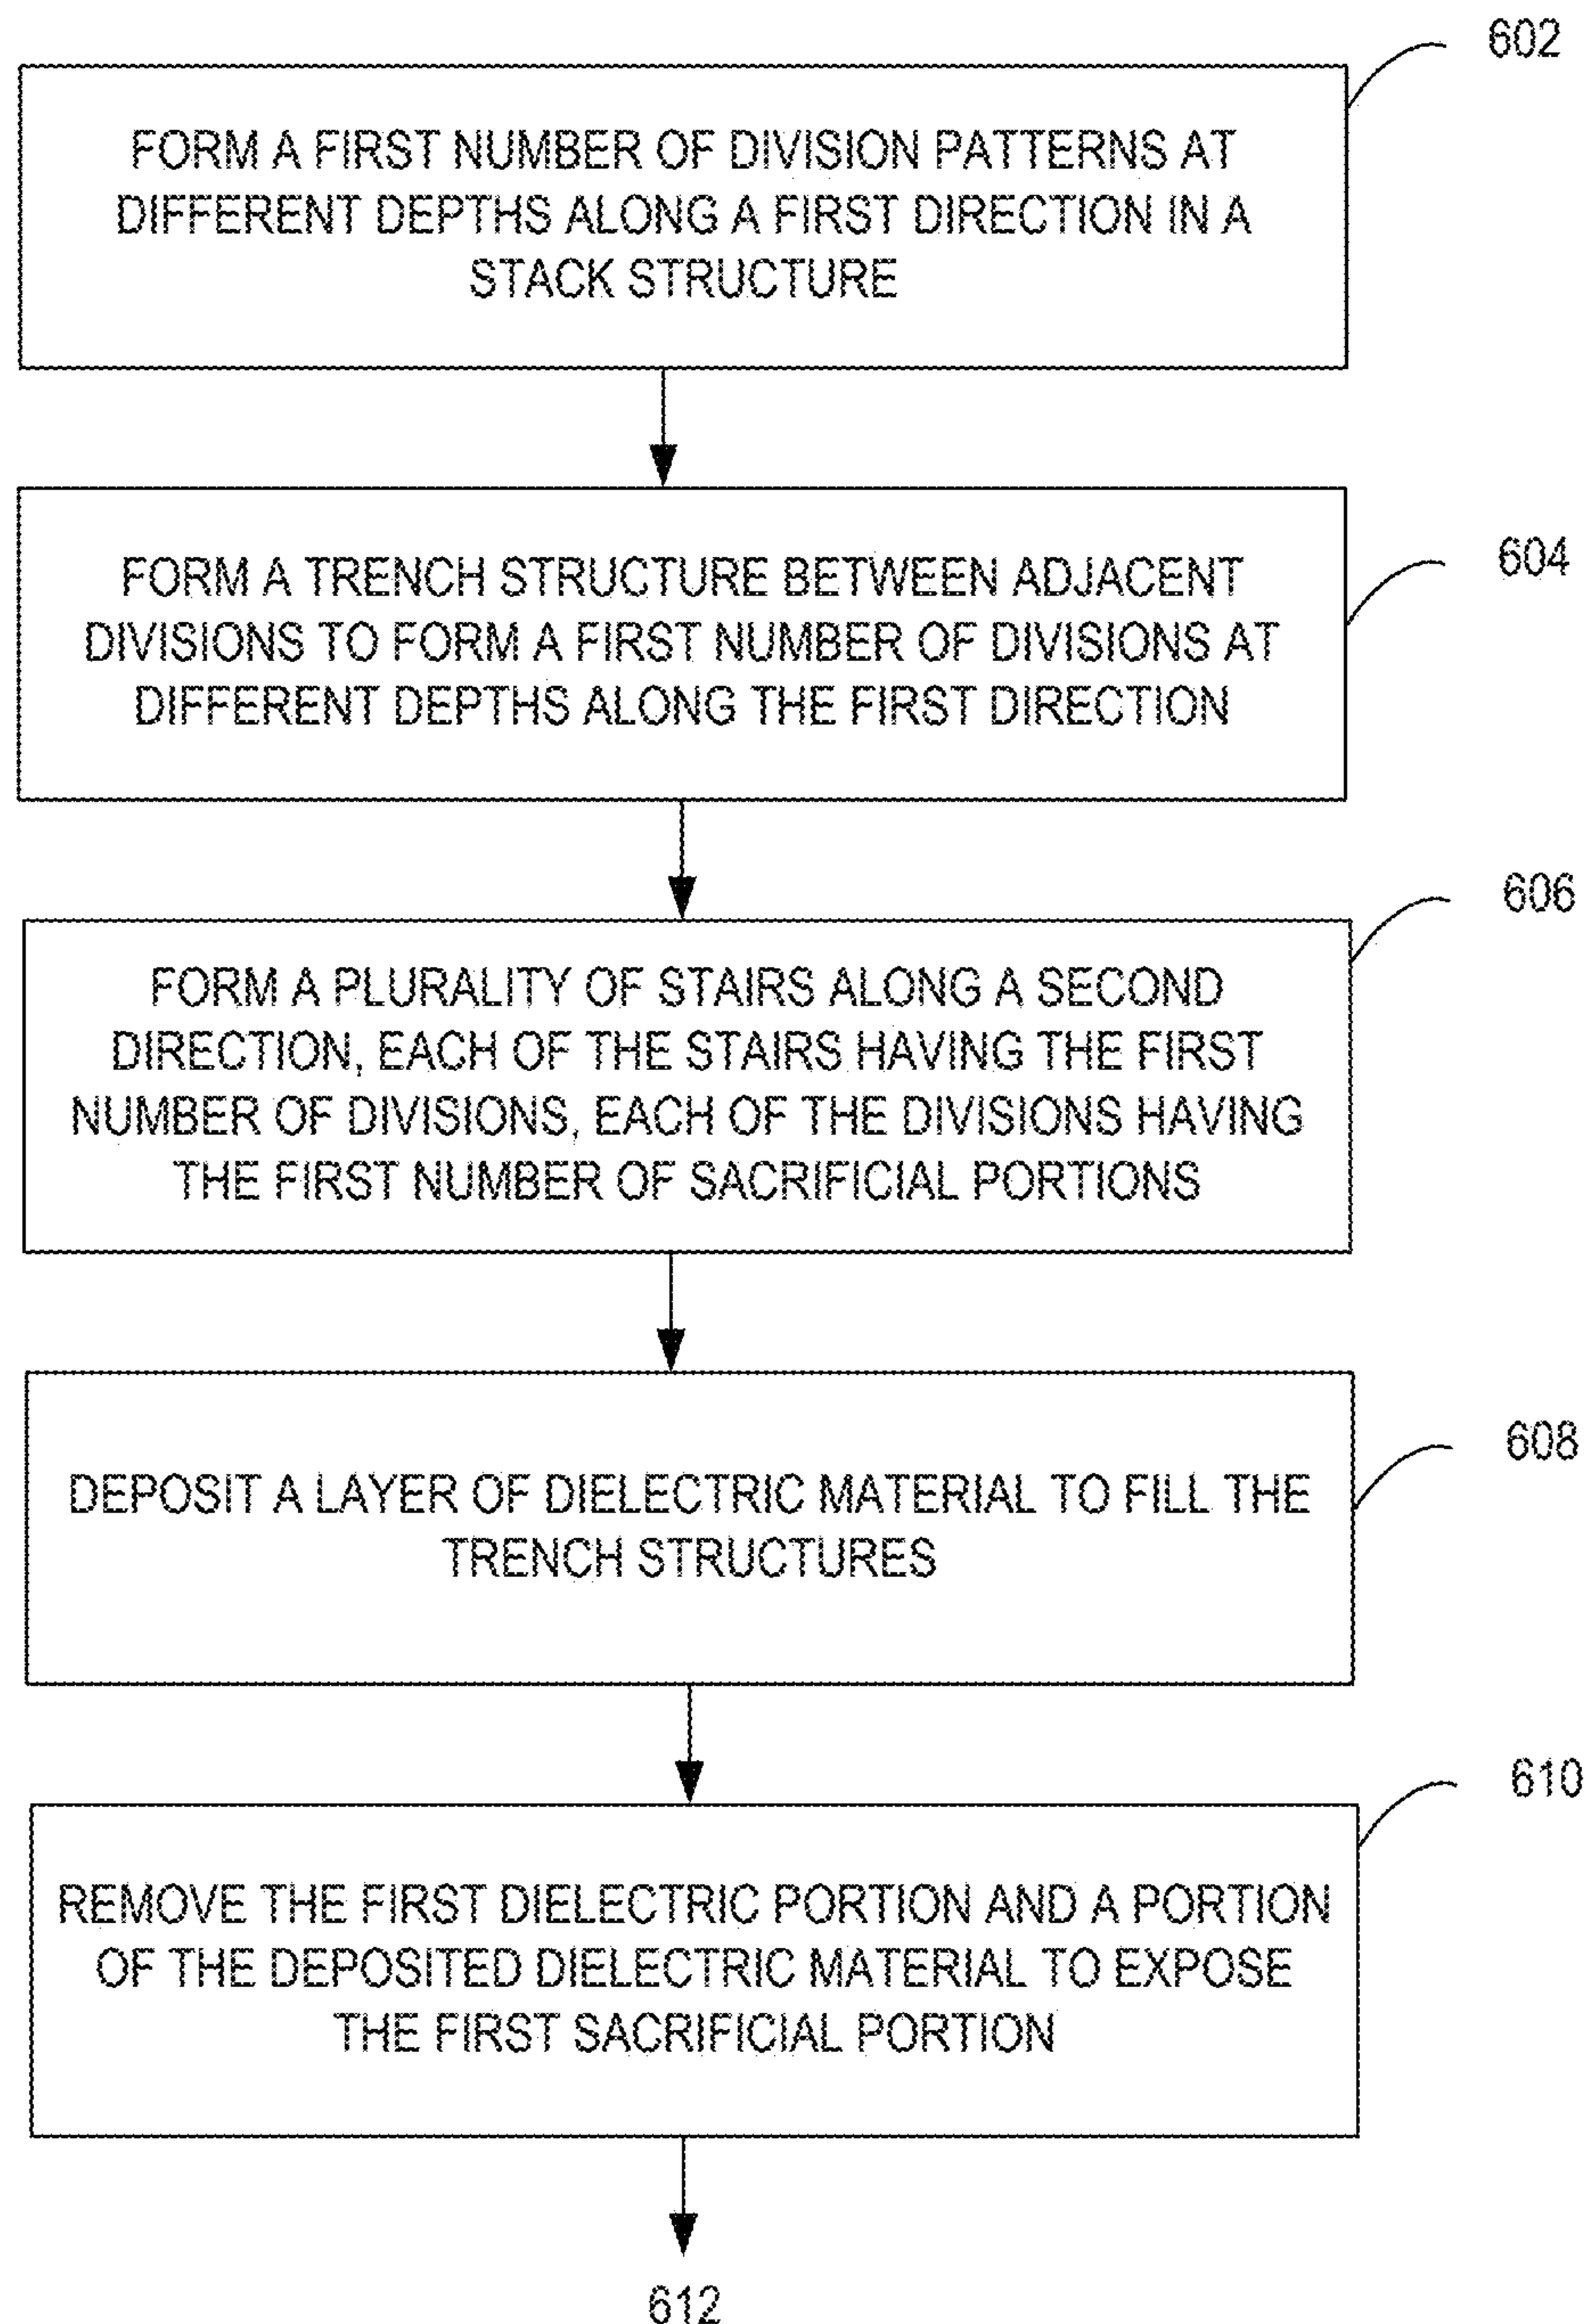 602
FORM A FIRST NUMBER OF DIVISION PATTERNS AT
DIFFERENT DEPTHS ALONG A FIRST DIRECTION IN A
STACK STRUCTURE
604
FORM A TRENCH STRUCTURE BETWEEN ADJACENT
DIVISIONS TO FORM A FIRST NUMBER OF DIVISIONS AT
DIFFERENT DEPTHS ALONG THE FIRST DIRECTION
606
FORM A PLURALITY OF STAIRS ALONG A SECOND
DIRECTION, EACH OF THE STAIRS HAVING THE FIRST
NUMBER OF DIVISIONS, EACH OF THE DIVISIONS HAVING
THE FIRST NUMBER OF SACRIFICIAL PORTIONS
608
DEPOSIT A LAYER OF DIELECTRIC MATERIAL TO FILL THE
TRENCH STRUCTURES
610
REMOVE THE FIRST DIELECTRIC PORTION AND A PORTION
OF THE DEPOSITED DIELECTRIC MATERIAL TO EXPOSE
THE FIRST SACRIFICIAL PORTION
612